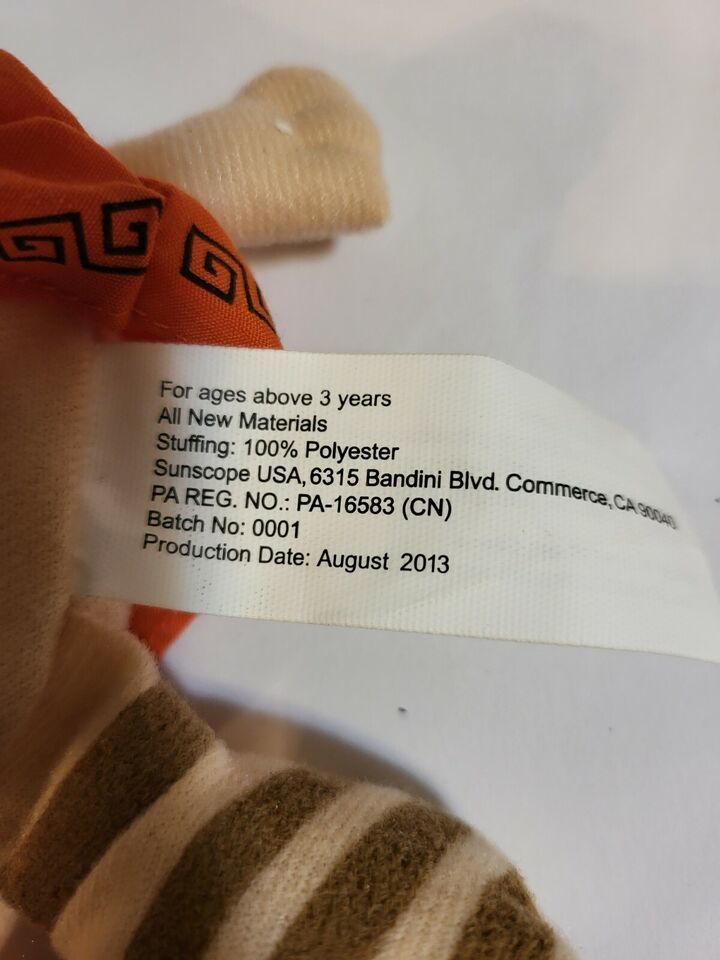 For ages above 3 years
All New Materials
Stuffing: 100% Polyester
Sunscope USA, 6315 Bandini Blvd. Commerce, CA 90040
PA REG. NO.: PA-16583 (CN)
Batch No: 0001
Production Date: August 2013